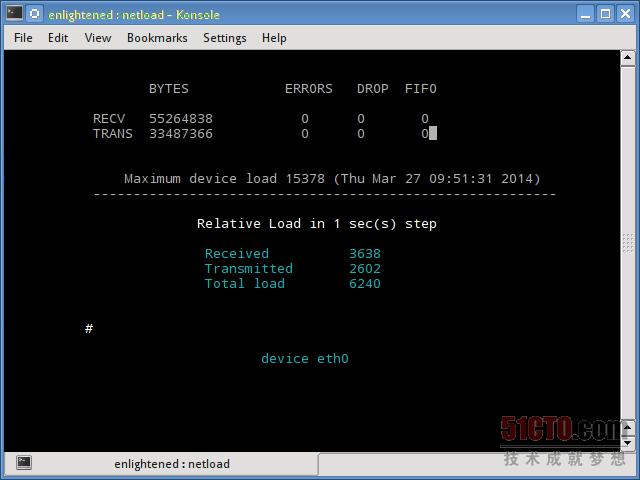 enlightened : netload - Konsole
File Edit View Bookmarks Settings Help
BYTES ERRORS DROP FIFO
RECV 55264838 0 0 0
TRANS 33487366 0 0 0
Maximum device load 15378 (Thu Mar 27 09:51:31 2014)
----------------------------------------------------------
Relative Load in 1 sec(s) step
Received 3638
Transmitted 2602
Total load 6240
#
device eth0
51CTO.com
技术成就梦想
enlightened : netload